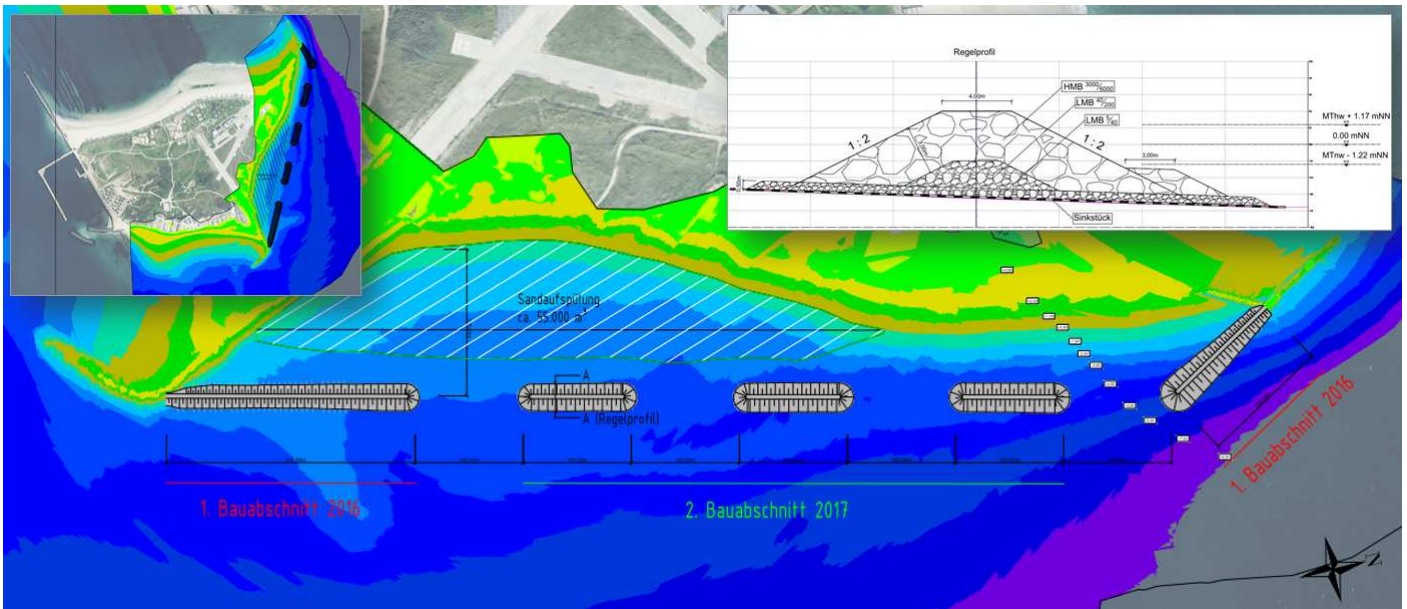 Regelprofil
4.00m
HMB 3000/6000
LMB 40/200
LMB 5/40
1:2
1:2
3.00m
MThw + 1.17 mNN
0.00 mNN
MTnw - 1.22 mNN
Sinkstück
Sandaufspülung
ca. 55.000 m³
A
A (Regelprofil)
1. Bauabschnitt 2016
2. Bauabschnitt 2017
1. Bauabschnitt 2016
N